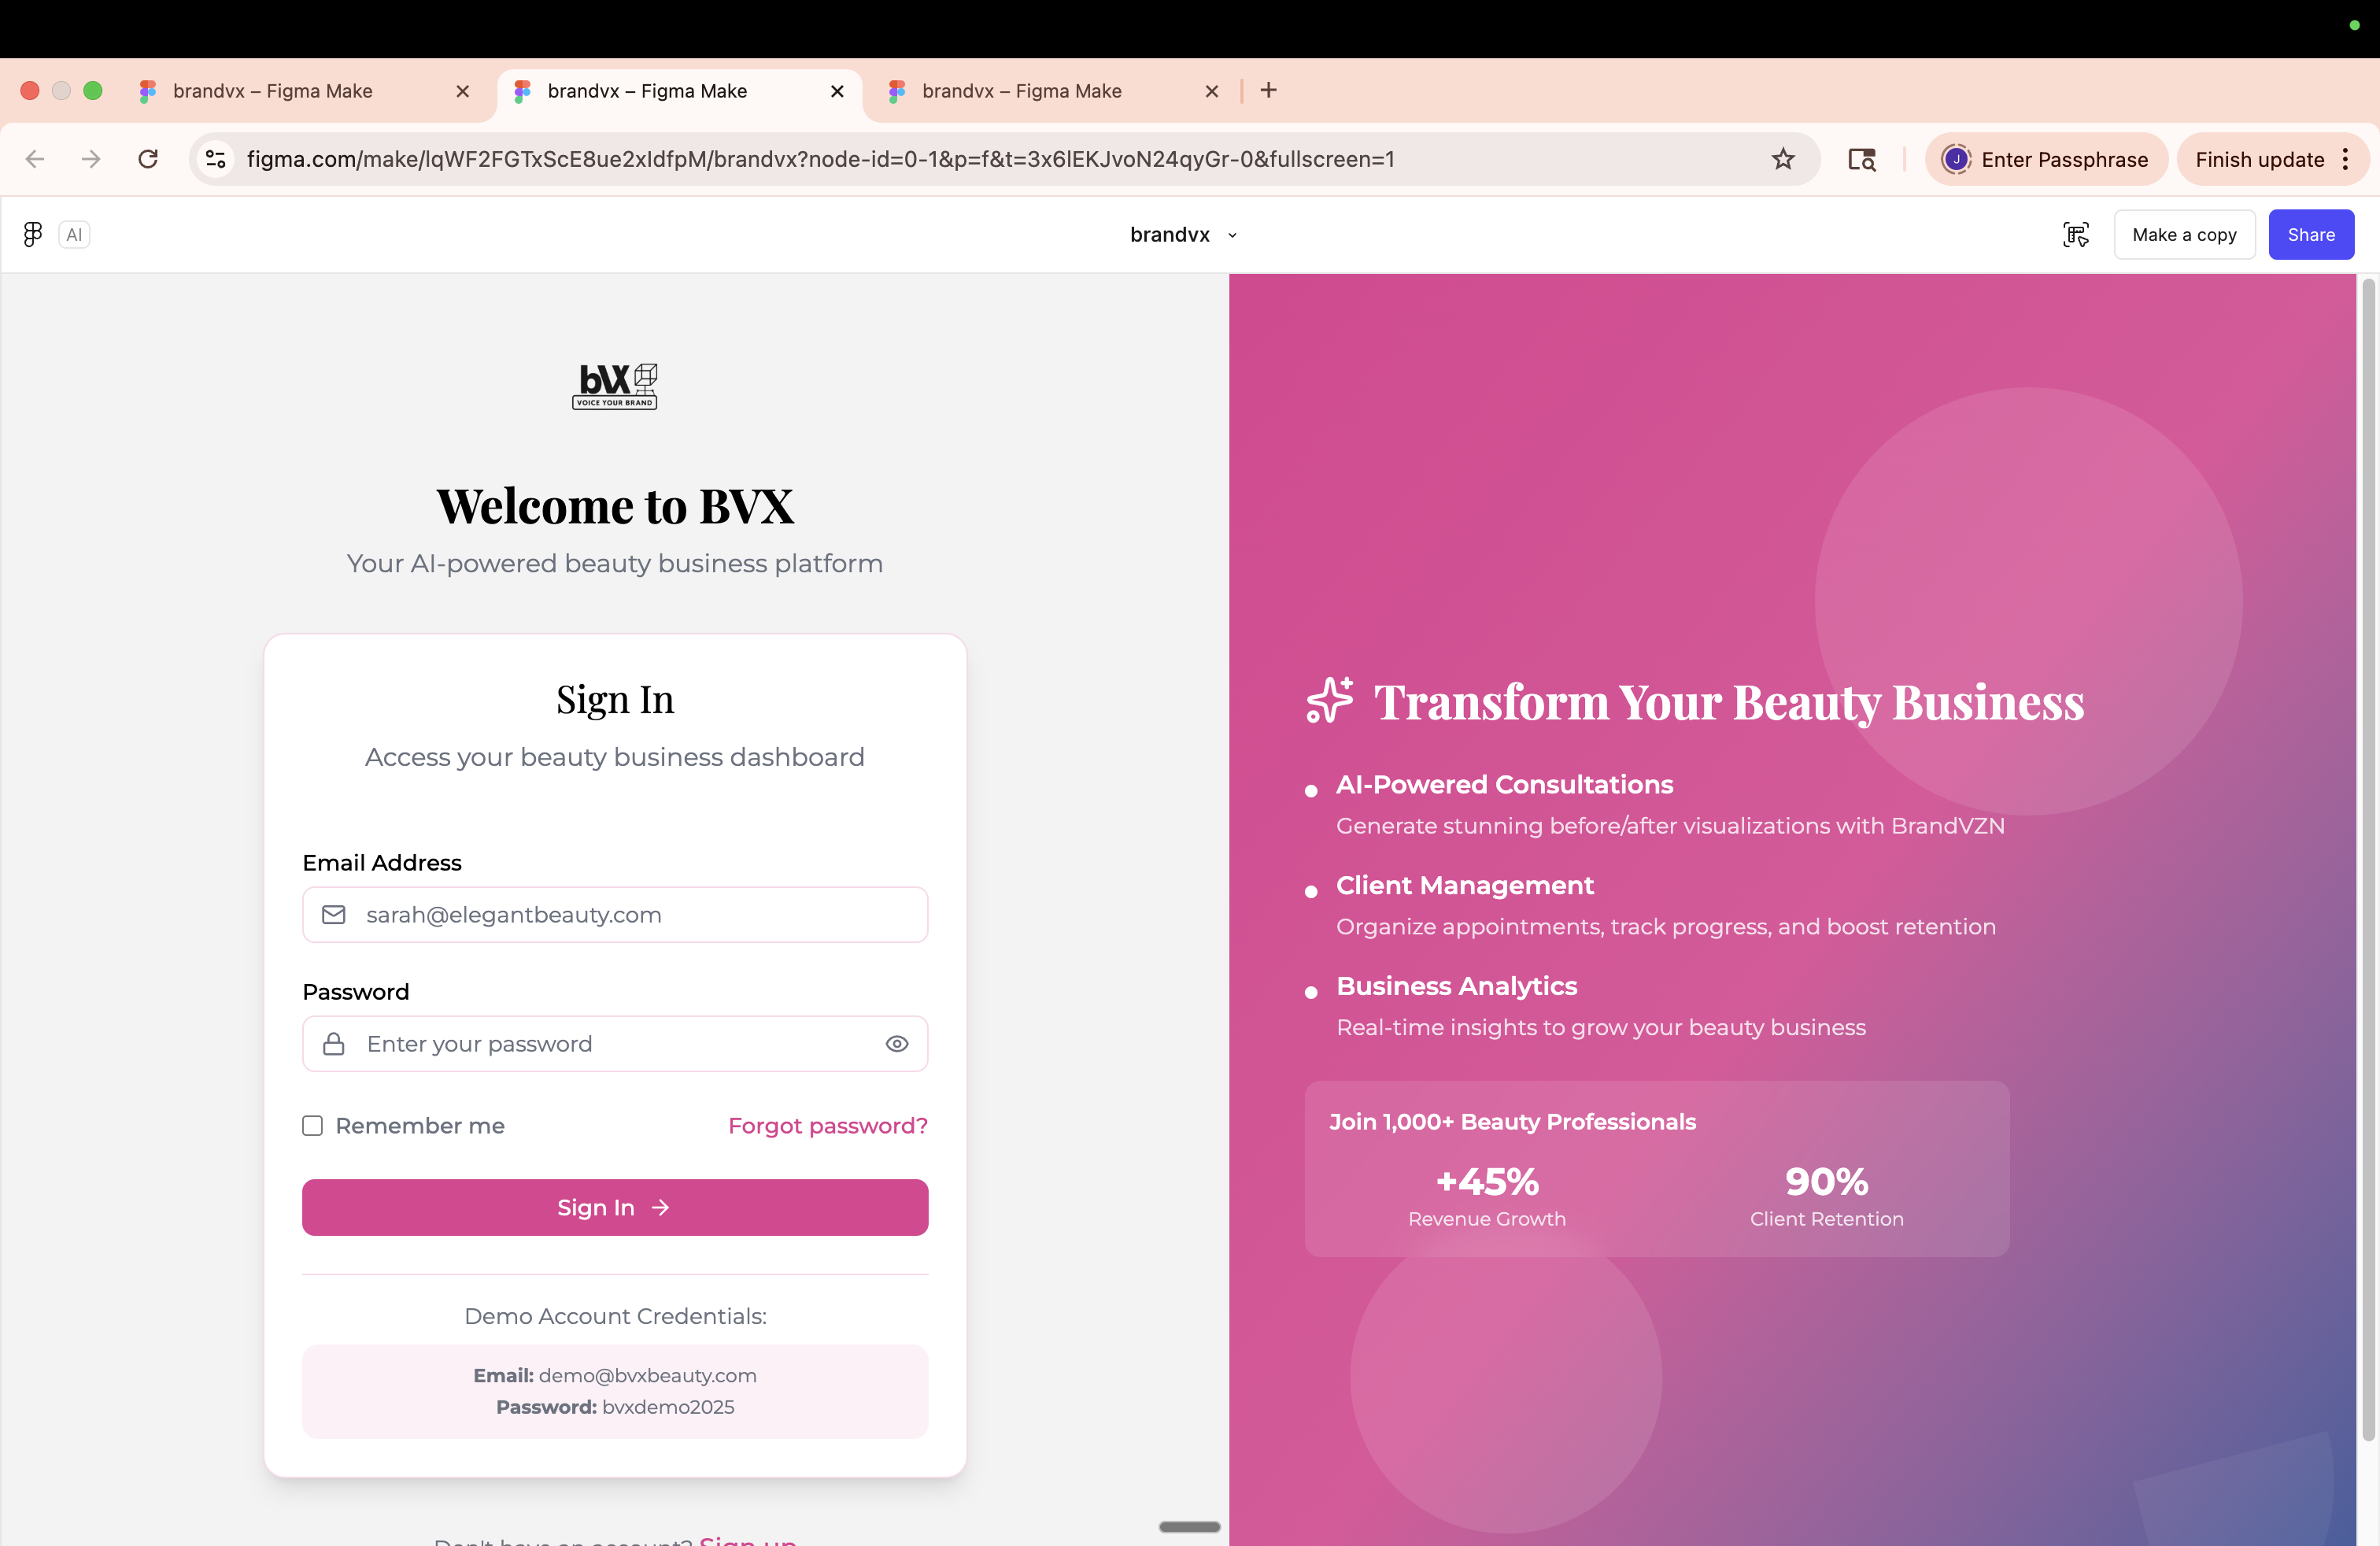 brandvx – Figma Make
brandvx – Figma Make
brandvx – Figma Make
figma.com/make/lqWF2FGTxScE8ue2xIdfpM/brandvx?node-id=0-1&p=f&t=3x6lEKJvoN24qyGr-0&fullscreen=1
J
Enter Passphrase
Finish update
AI
brandvx
Make a copy
Share
bVX
VOICE YOUR BRAND
Welcome to BVX
Your AI-powered beauty business platform
Sign In
Access your beauty business dashboard
Email Address
sarah@elegantbeauty.com
Password
Enter your password
Remember me
Forgot password?
Sign In →
Demo Account Credentials:
Email: demo@bvxbeauty.com
Password: bvxdemo2025
Don't have an account? Sign up
Transform Your Beauty Business
AI-Powered Consultations
Generate stunning before/after visualizations with BrandVZN
Client Management
Organize appointments, track progress, and boost retention
Business Analytics
Real-time insights to grow your beauty business
Join 1,000+ Beauty Professionals
+45%
Revenue Growth
90%
Client Retention